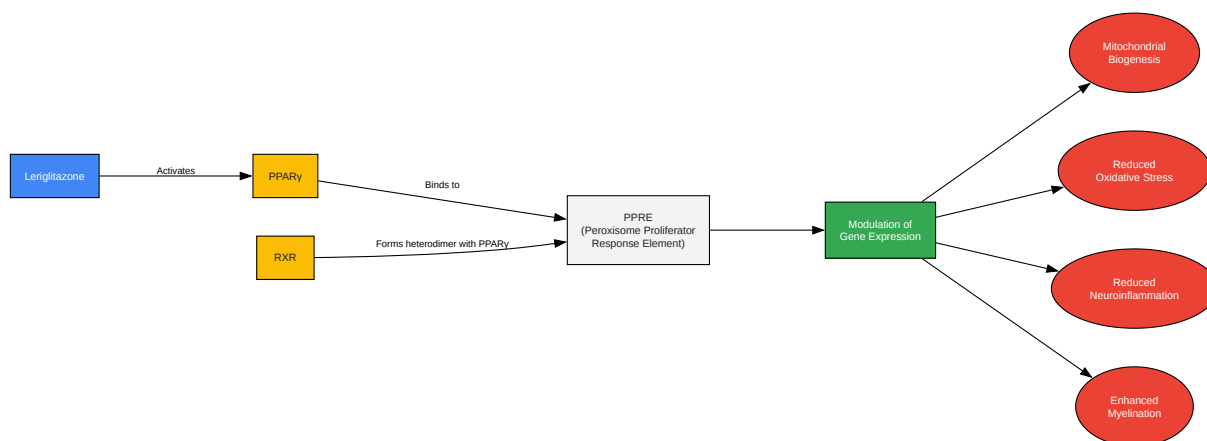 Leriglitazone
Activates
PPARγ
RXR
Binds to
Forms heterodimer with PPARγ
PPRE
(Peroxisome Proliferator
Response Element)
Modulation of
Gene Expression
Mitochondrial
Biogenesis
Reduced
Oxidative Stress
Reduced
Neuroinflammation
Enhanced
Myelination